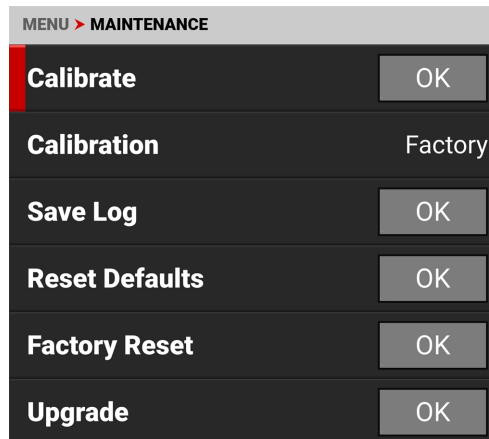 MENU ➤ MAINTENANCE
Calibrate OK
Calibration Factory
Save Log OK
Reset Defaults OK
Factory Reset OK
Upgrade OK